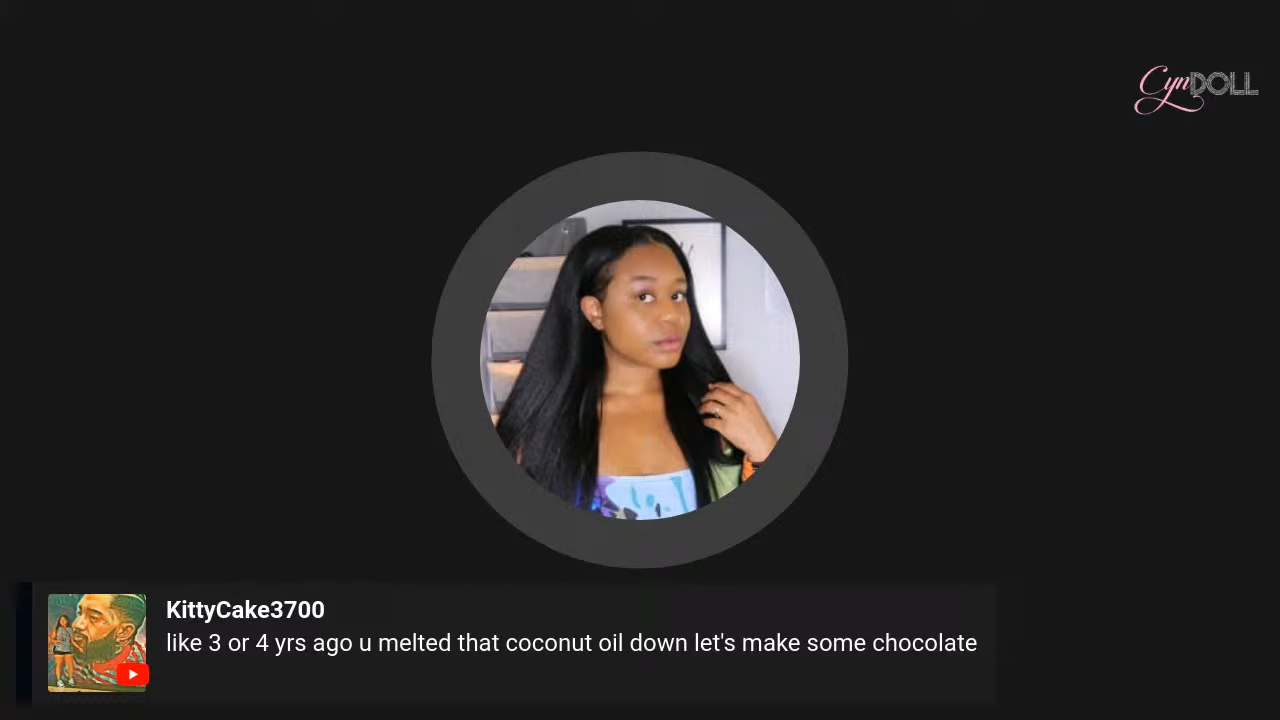 CynDOLL
KittyCake3700
like 3 or 4 yrs ago u melted that coconut oil down let's make some chocolate